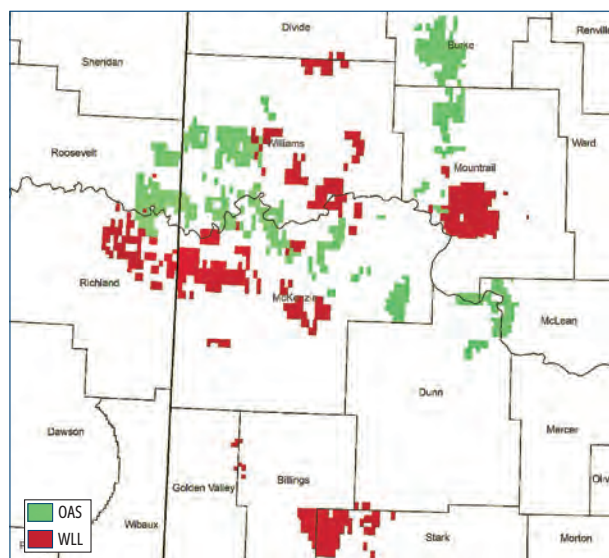 Divide
Renville
Burke
Sheridan
Roosevelt
Williams
Ward
Mountrail
Richland
McKenzie
McLean
Dunn
Dawson
Mercer
Golden Valley
Billings
Wibaux
Stark
Morton
OAS
WLL